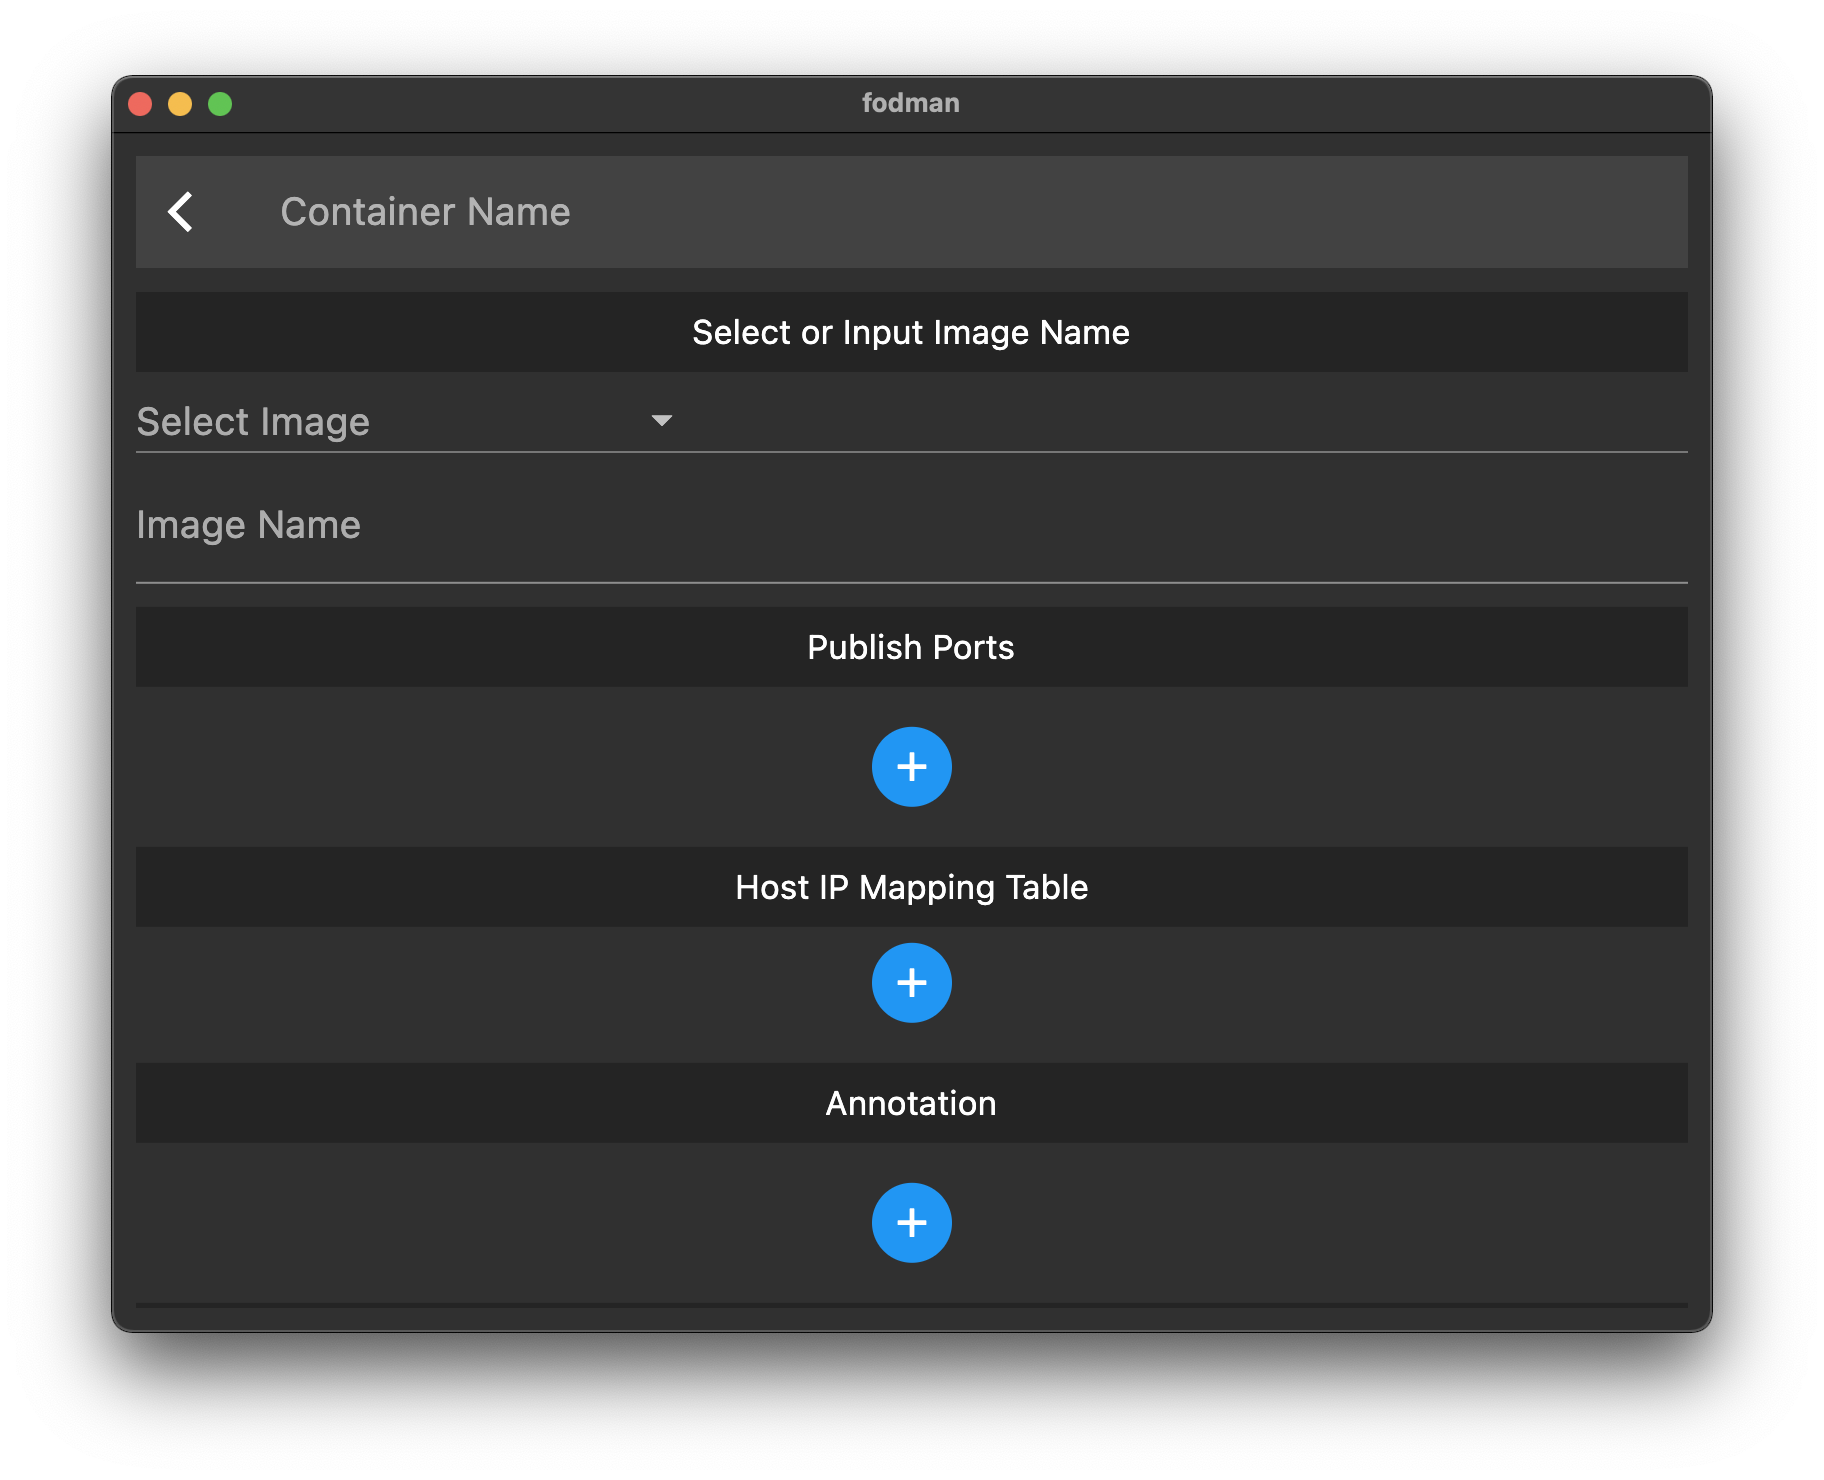 fodman
Container Name
Select or Input Image Name
Select Image
Image Name
Publish Ports
Host IP Mapping Table
Annotation